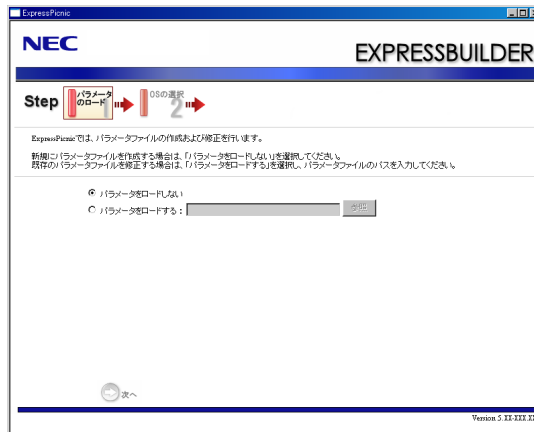 ExpressPicnic
NEC
EXPRESSBUILDER
Step パラメータのロード 1 OSの選択 2
ExpressPicnicでは、パラメータファイルの作成および修正を行います。
新規にパラメータファイルを作成する場合は、「パラメータをロードしない」を選択してください。
既存のパラメータファイルを修正する場合は、「パラメータをロードする」を選択し、パラメータファイルのパスを入力してください。
パラメータをロードしない
パラメータをロードする：
参照
次へ
Version 5.XX-XXX.XX